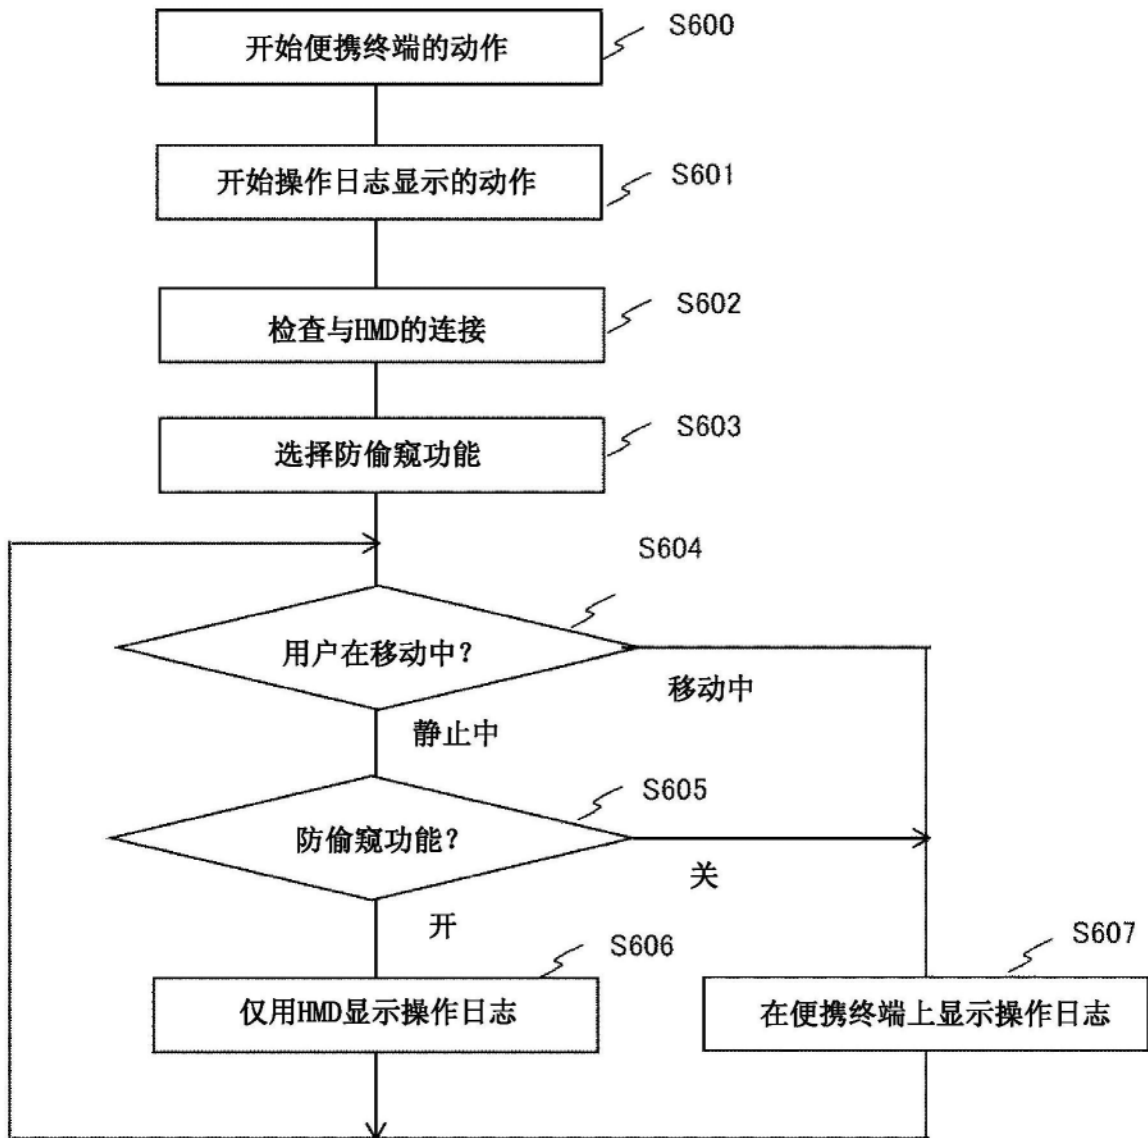 开始便携终端的动作
S600
开始操作日志显示的动作
S601
检查与HMD的连接
S602
选择防偷窥功能
S603
S604
用户在移动中?
移动中
静止中
S605
防偷窥功能?
关
开
S606
S607
仅用HMD显示操作日志
在便携终端上显示操作日志